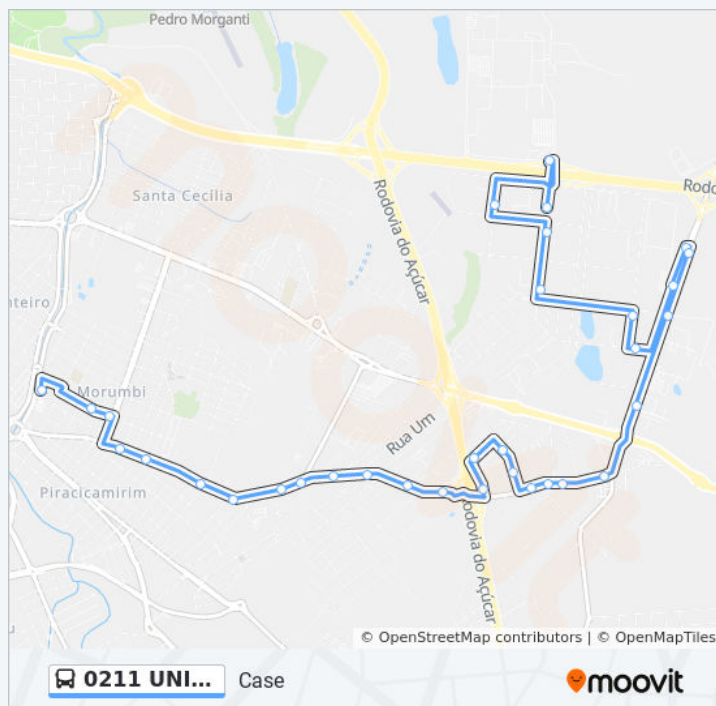 Pedro Morganti
Santa Cecília
Rodovia do Açúcar
Rodo
onteiro
Morumbi
Rua Um
Piracicamirim
Rodovia do Açúcar
u
© OpenStreetMap contributors | © OpenMapTiles
0211 UNI... Case
moovit